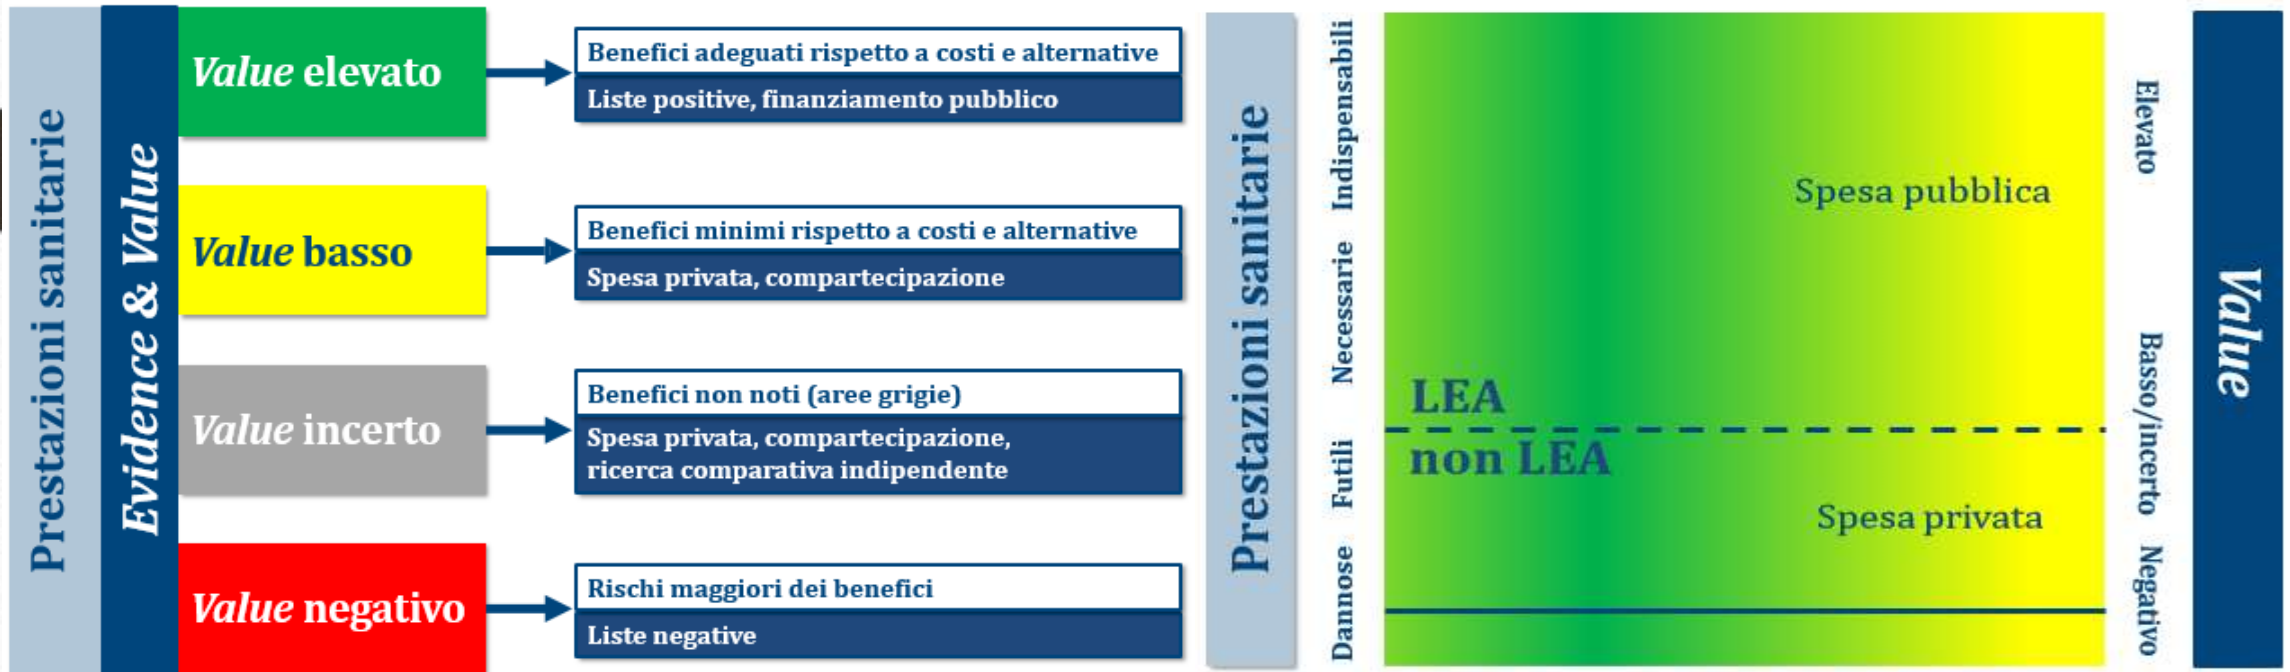 Prestazioni sanitarie
Evidence & Value
Value elevato
Benefici adeguati rispetto a costi e alternative
Liste positive, finanziamento pubblico
Value basso
Benefici minimi rispetto a costi e alternative
Spesa privata, compartecipazione
Value incerto
Benefici non noti (aree grigie)
Spesa privata, compartecipazione,
ricerca comparativa indipendente
Value negativo
Rischi maggiori dei benefici
Liste negative
Prestazioni sanitarie
Indispensabili
Necessarie
Futili
Dannose
Spesa pubblica
LEA
non LEA
Spesa privata
Elevato
Basso/incerto
Negativo
Value